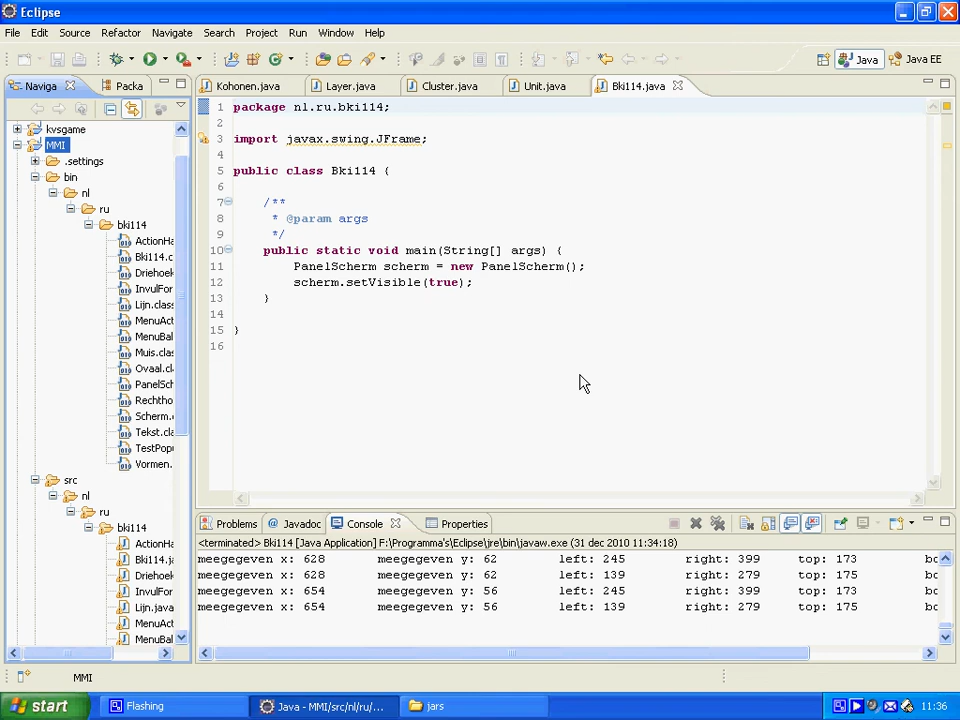 Eclipse
File Edit Source Refactor Navigate Search Project Run Window Help
Java Java EE
Naviga Packa
Kohonen.java Layer.java Cluster.java Unit.java Bki114.java
kvsgame
MMI
.settings
bin
nl
ru
bki114
ActionHa
Bki114.c
Driehoek
InvulFor
Lijn.class
MenuAct
MenuBal
Muis.clas
Ovaal.cl
PanelSch
Rechtho
Scherm.
Tekst.cla
TestPopu
Vormen.
src
nl
ru
bki114
ActionHa
Bki114.ja
Driehoek
InvulFor
Lijn.java
MenuAct
MenuBal
1 package nl.ru.bki114;
2
3 import javax.swing.JFrame;
4
5 public class Bki114 {
6
7 /**
8 * @param args
9 */
10 public static void main(String[] args) {
11 PanelScherm scherm = new PanelScherm();
12 scherm.setVisible(true);
13 }
14
15 }
16
Problems @ Javadoc Console Properties
<terminated> Bki114 [Java Application] F:\Programma's\Eclipse\jre\bin\javaw.exe (31 dec 2010 11:34:18)
meegegeven x: 628 meegegeven y: 62 left: 245 right: 399 top: 173 bo
meegegeven x: 628 meegegeven y: 62 left: 139 right: 279 top: 175 bo
meegegeven x: 654 meegegeven y: 56 left: 245 right: 399 top: 173 bo
meegegeven x: 654 meegegeven y: 56 left: 139 right: 279 top: 175 bo
MMI
start Flashing Java - MMI/src/nl/ru/... jars 11:36